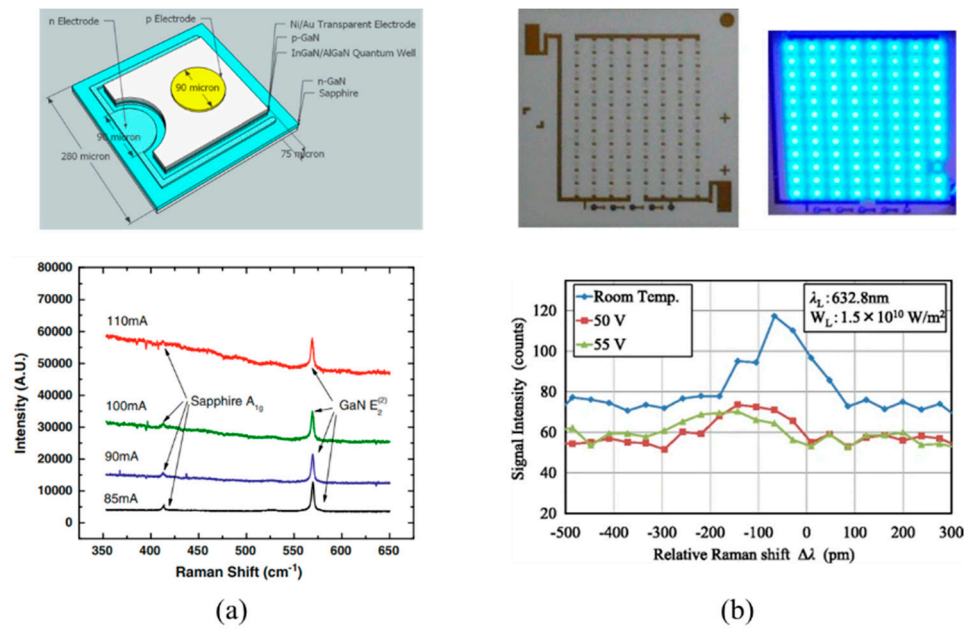 n Electrode
p Electrode
Ni/Au Transparent Electrode
p-GaN
InGaN/AlGaN Quantum Well
n-GaN
Sapphire
90 micron
90 micron
280 micron
75 micron
80000
70000
60000
50000
40000
30000
20000
10000
0
Intensity (A.U.)
110mA
100mA
90mA
85mA
Sapphire A1g
GaN E2(2)
350 400 450 500 550 600 650
Raman Shift (cm-1)
(a)
120
100
80
60
40
20
Signal Intensity (counts)
Room Temp.
50 V
55 V
λL : 632.8nm
WL : 1.5 × 10^10 W/m2
-500 -400 -300 -200 -100 0 100 200 300
Relative Raman shift Δλ (pm)
(b)